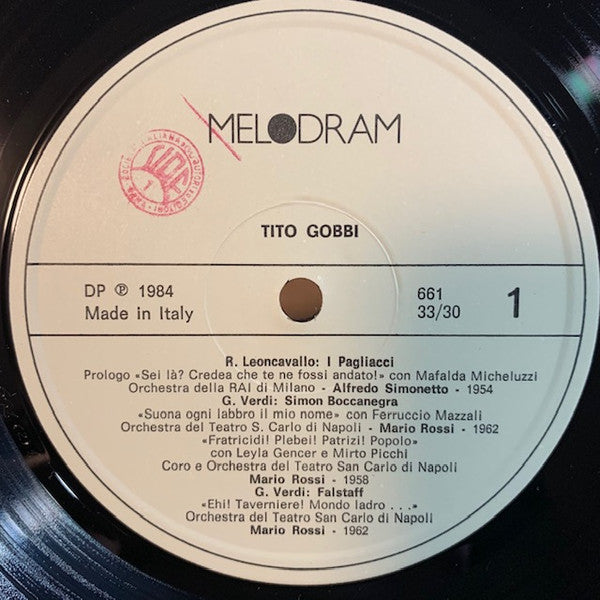 MELODRAM
TITO GOBBI
DP ℗ 1984
Made in Italy
661
33/30
1
R. Leoncavallo: I Pagliacci
Prologo «Sei là? Credea che te ne fossi andato!» con Mafalda Micheluzzi
Orchestra della RAI di Milano - Alfredo Simonetto - 1954
G. Verdi: Simon Boccanegra
«Suona ogni labbro il mio nome» con Ferruccio Mazzali
Orchestra del Teatro S. Carlo di Napoli - Mario Rossi - 1962
«Fratricidi! Plebei! Patrizi! Popolo»
con Leyla Gencer e Mirto Picchi
Coro e Orchestra del Teatro San Carlo di Napoli
Mario Rossi - 1958
G. Verdi: Falstaff
«Ehi! Taverniere! Mondo ladro . . .»
Orchestra del Teatro San Carlo di Napoli
Mario Rossi - 1962